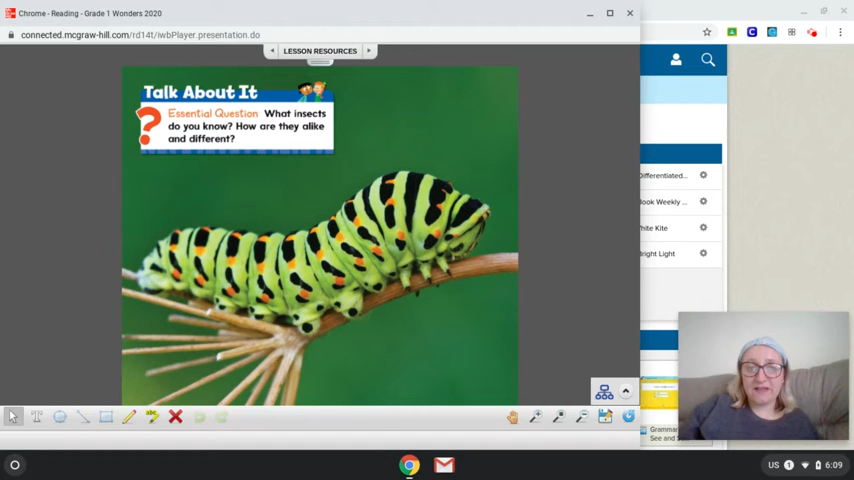 Chrome - Reading - Grade 1 Wonders 2020
connected.mcgraw-hill.com/rd14t/iwbPlayer.presentation.do
LESSON RESOURCES
Talk About It
? Essential Question What insects
do you know? How are they alike
and different?
Differentiated...
Book Weekly ...
White Kite
Bright Light
Grammar
See and
US 1 6:09